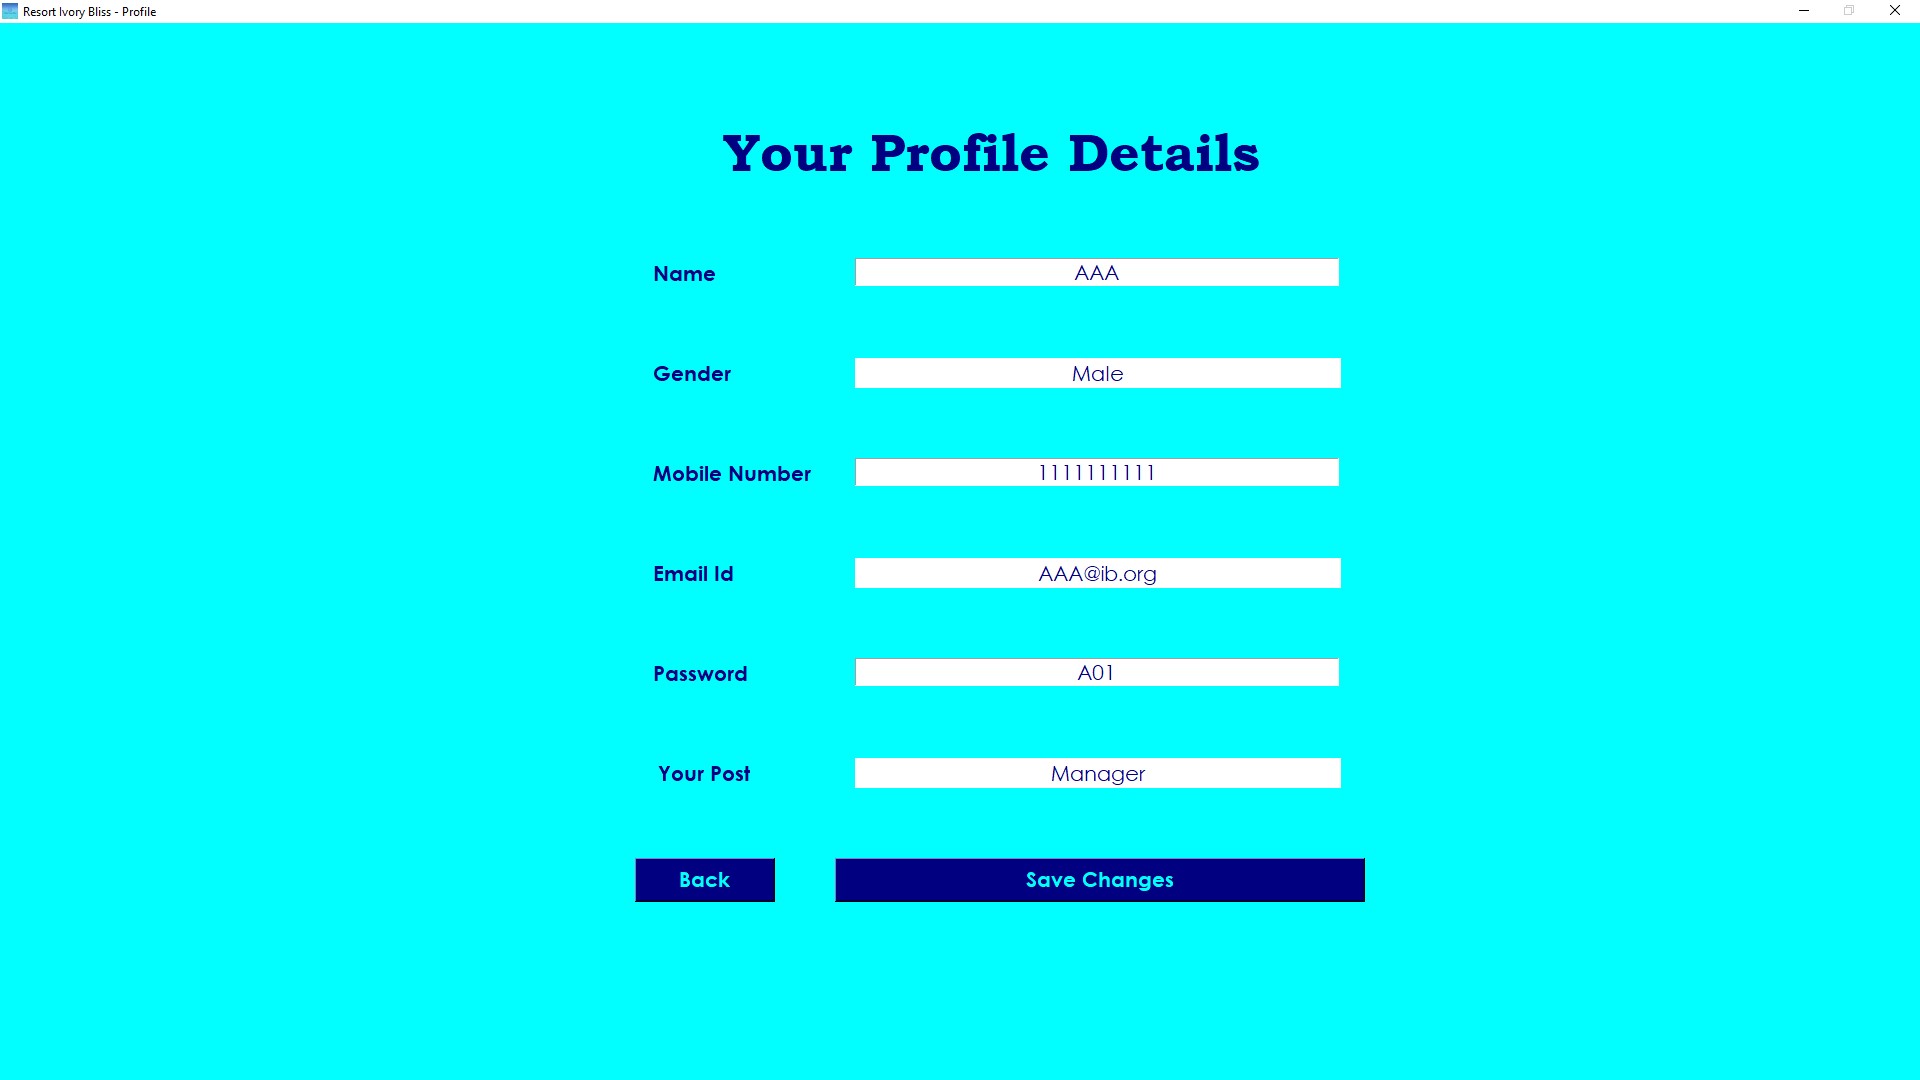 Resort Ivory Bliss - Profile
Your Profile Details
Name AAA
Gender Male
Mobile Number 1111111111
Email Id AAA@ib.org
Password A01
Your Post Manager
Back Save Changes